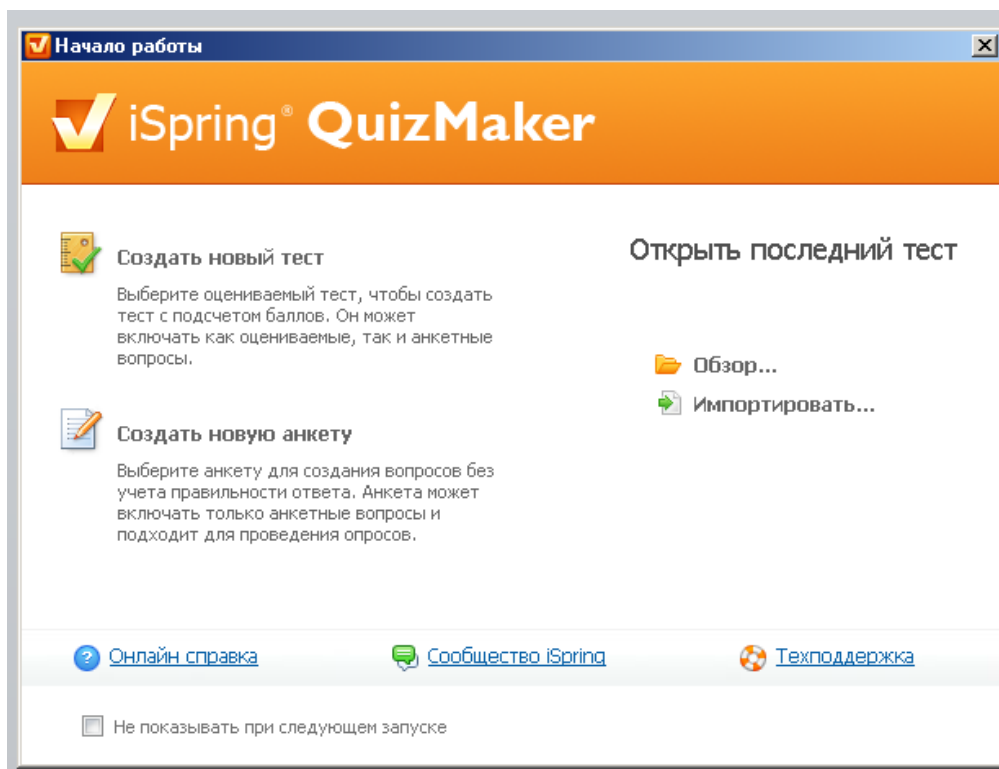 Начало работы
iSpring® QuizMaker
Создать новый тест
Выберите оцениваемый тест, чтобы создать
тест с подсчетом баллов. Он может
включать как оцениваемые, так и анкетные
вопросы.
Создать новую анкету
Выберите анкету для создания вопросов без
учета правильности ответа. Анкета может
включать только анкетные вопросы и
подходит для проведения опросов.
Открыть последний тест
Обзор...
Импортировать...
Онлайн справка
Сообщество iSpring
Техподдержка
Не показывать при следующем запуске